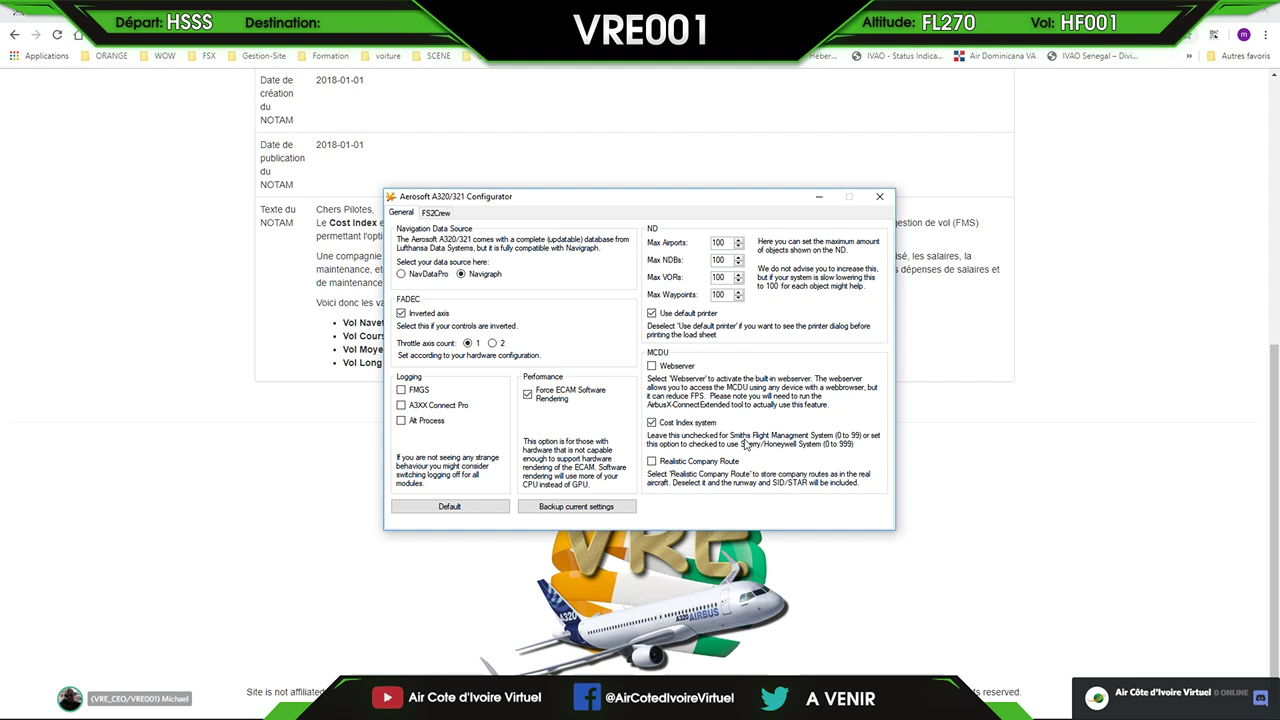 Départ: HSSS
Destination:
VRE001
Altitude: FL270
Vol: HF001
Applications
ORANGE
WOW
FSX
Gestion-Site
Formation
voiture
SCENE
Héber...
IVAO - Status Indica...
Air Dominicana VA
IVAO Senegal – Divi...
»
Autres favoris
Date de
création
du
NOTAM
2018-01-01
Date de
publication
du
NOTAM
2018-01-01
Texte du
NOTAM
Chers Pilotes,
Le Cost Index e
estion de vol (FMS)
permettant l'opti
Une compagnie
isé, les salaires, la
maintenance, et
s dépenses de salaires et
de maintenance
Voici donc les va
Vol Navet
Vol Cours
Vol Moye
Vol Long
Aerosoft A320/321 Configurator
General
FS2Crew
Navigation Data Source
The Aerosoft A320/321 comes with a complete (updatable) database from
Lufthansa Data Systems, but it is fully compatible with Navigraph.
Select your data source here:
NavDataPro
Navigraph
FADEC
Inverted axis
Select this if your controls are inverted.
Throttle axis count:
1
2
Set according to your hardware configuration.
Logging
FMGS
A3XX Connect Pro
Alt Process
If you are not seeing any strange
behaviour you might consider
switching logging off for all
modules.
Performance
Force ECAM Software
Rendering
This option is for those with
hardware that is not capable
enough to support hardware
rendering of the ECAM. Software
rendering will use more of your
CPU instead of GPU.
Default
Backup current settings
ND
Max Airports:
100
Max NDBs:
100
Max VORs:
100
Max Waypoints:
100
Here you can set the maximum amount
of objects shown on the ND.
We do not advise you to increase this,
but if your system is slow lowering this
to 100 for each object might help.
Use default printer
Deselect 'Use default printer' if you want to see the printer dialog before
printing the load sheet
MCDU
Webserver
Select 'Webserver' to activate the built-in webserver. The webserver
allows you to access the MCDU using any device with a webbrowser, but
it can reduce FPS. Please note you will need to run the
AirbusX-ConnectExtended tool to actually use this feature.
Cost Index system
Leave this unchecked for Smiths Flight Managment System (0 to 99) or set
this option to checked to use Sperry/Honeywell System (0 to 999)
Realistic Company Route
Select 'Realistic Company Route' to store company routes as in the real
aircraft. Deselect it and the runway and SID/STAR will be included.
VRE.
A320
A320 AIRBUS
Site is not affiliated
s reserved.
(VRE_CEO/VRE001) Michael
Air Cote d'Ivoire Virtuel
@AirCotedIvoireVirtuel
A VENIR
Air Côte d'Ivoire Virtuel 0 ONLINE